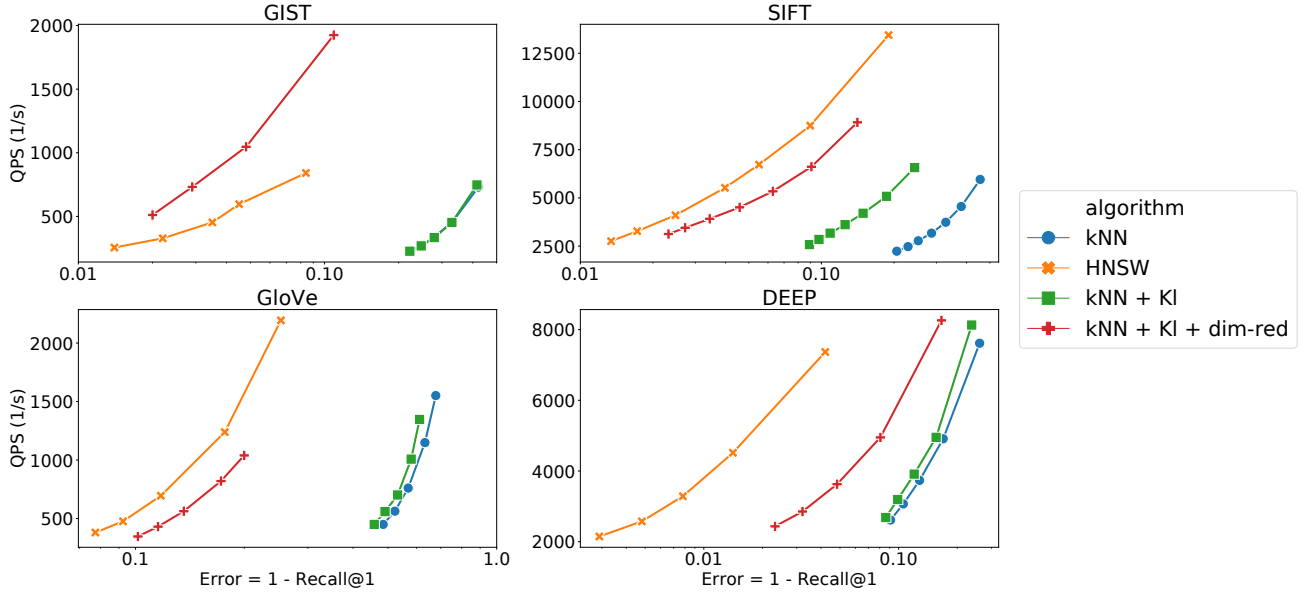 GIST
SIFT
QPS (1/s)
2000
1500
1000
500
0.01
0.10
12500
10000
7500
5000
2500
0.01
0.10
GloVe
DEEP
QPS (1/s)
2000
1500
1000
500
0.1
1.0
Error = 1 - Recall@1
8000
6000
4000
2000
0.01
0.10
Error = 1 - Recall@1
algorithm
kNN
HNSW
kNN + Kl
kNN + Kl + dim-red